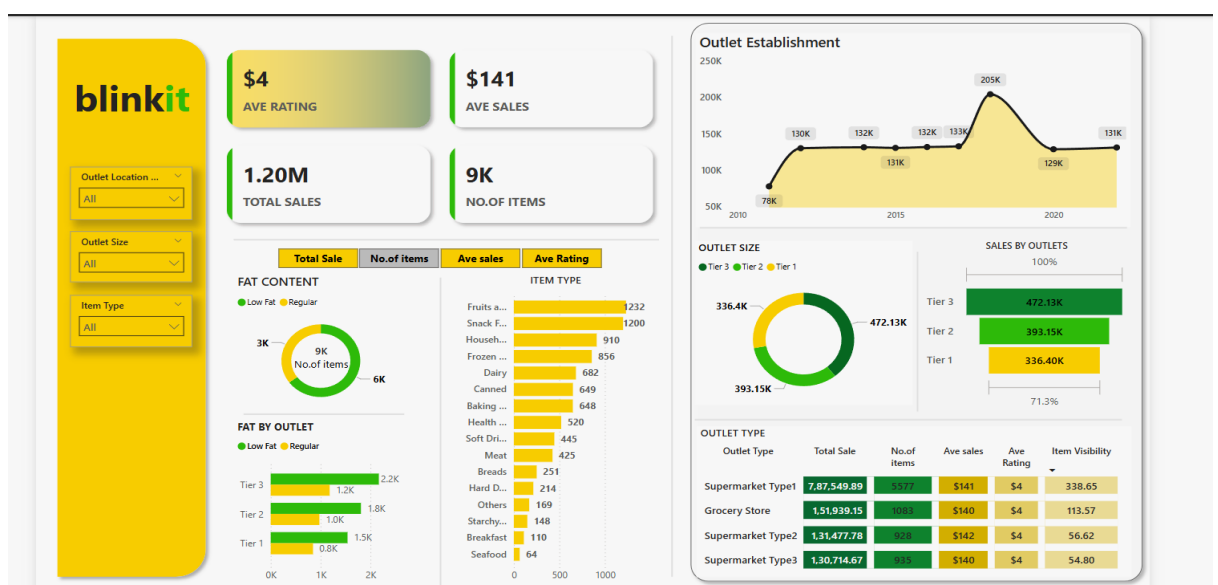 blinkit
Outlet Location ...
All
Outlet Size
All
Item Type
All
$4
AVE RATING
$141
AVE SALES
1.20M
TOTAL SALES
9K
NO.OF ITEMS
Total Sale No.of items Ave sales Ave Rating
FAT CONTENT
Low Fat Regular
3K
9K
No.of items
6K
FAT BY OUTLET
Low Fat Regular
Tier 3 2.2K
1.2K
Tier 2 1.8K
1.0K
Tier 1 1.5K
0.8K
0K 1K 2K
ITEM TYPE
Fruits a... 1232
Snack F... 1200
Househ... 910
Frozen ... 856
Dairy 682
Canned 649
Baking ... 648
Health ... 520
Soft Dri... 445
Meat 425
Breads 251
Hard D... 214
Others 169
Starchy... 148
Breakfast 110
Seafood 64
0 500 1000
Outlet Establishment
250K
200K
150K
100K
50K
78K 130K 132K 131K 132K 133K 205K 129K 131K
2010 2015 2020
OUTLET SIZE
Tier 3 Tier 2 Tier 1
336.4K
472.13K
393.15K
SALES BY OUTLETS
100%
Tier 3 472.13K
Tier 2 393.15K
Tier 1 336.40K
71.3%
OUTLET TYPE
Outlet Type Total Sale No.of items Ave sales Ave Rating Item Visibility
Supermarket Type1 7,87,549.89 5577 $141 $4 338.65
Grocery Store 1,51,939.15 1083 $140 $4 113.57
Supermarket Type2 1,31,477.78 928 $142 $4 56.62
Supermarket Type3 1,30,714.67 935 $140 $4 54.80